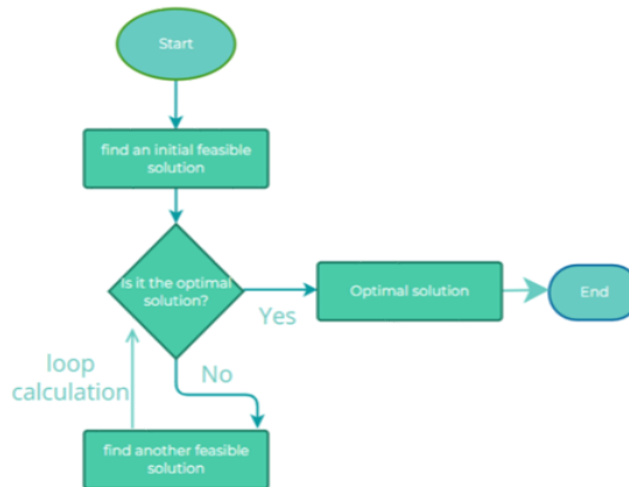 Start
find an initial feasible
solution
Is it the optimal
solution?
Yes
Optimal solution
End
No
loop
calculation
find another feasible
solution